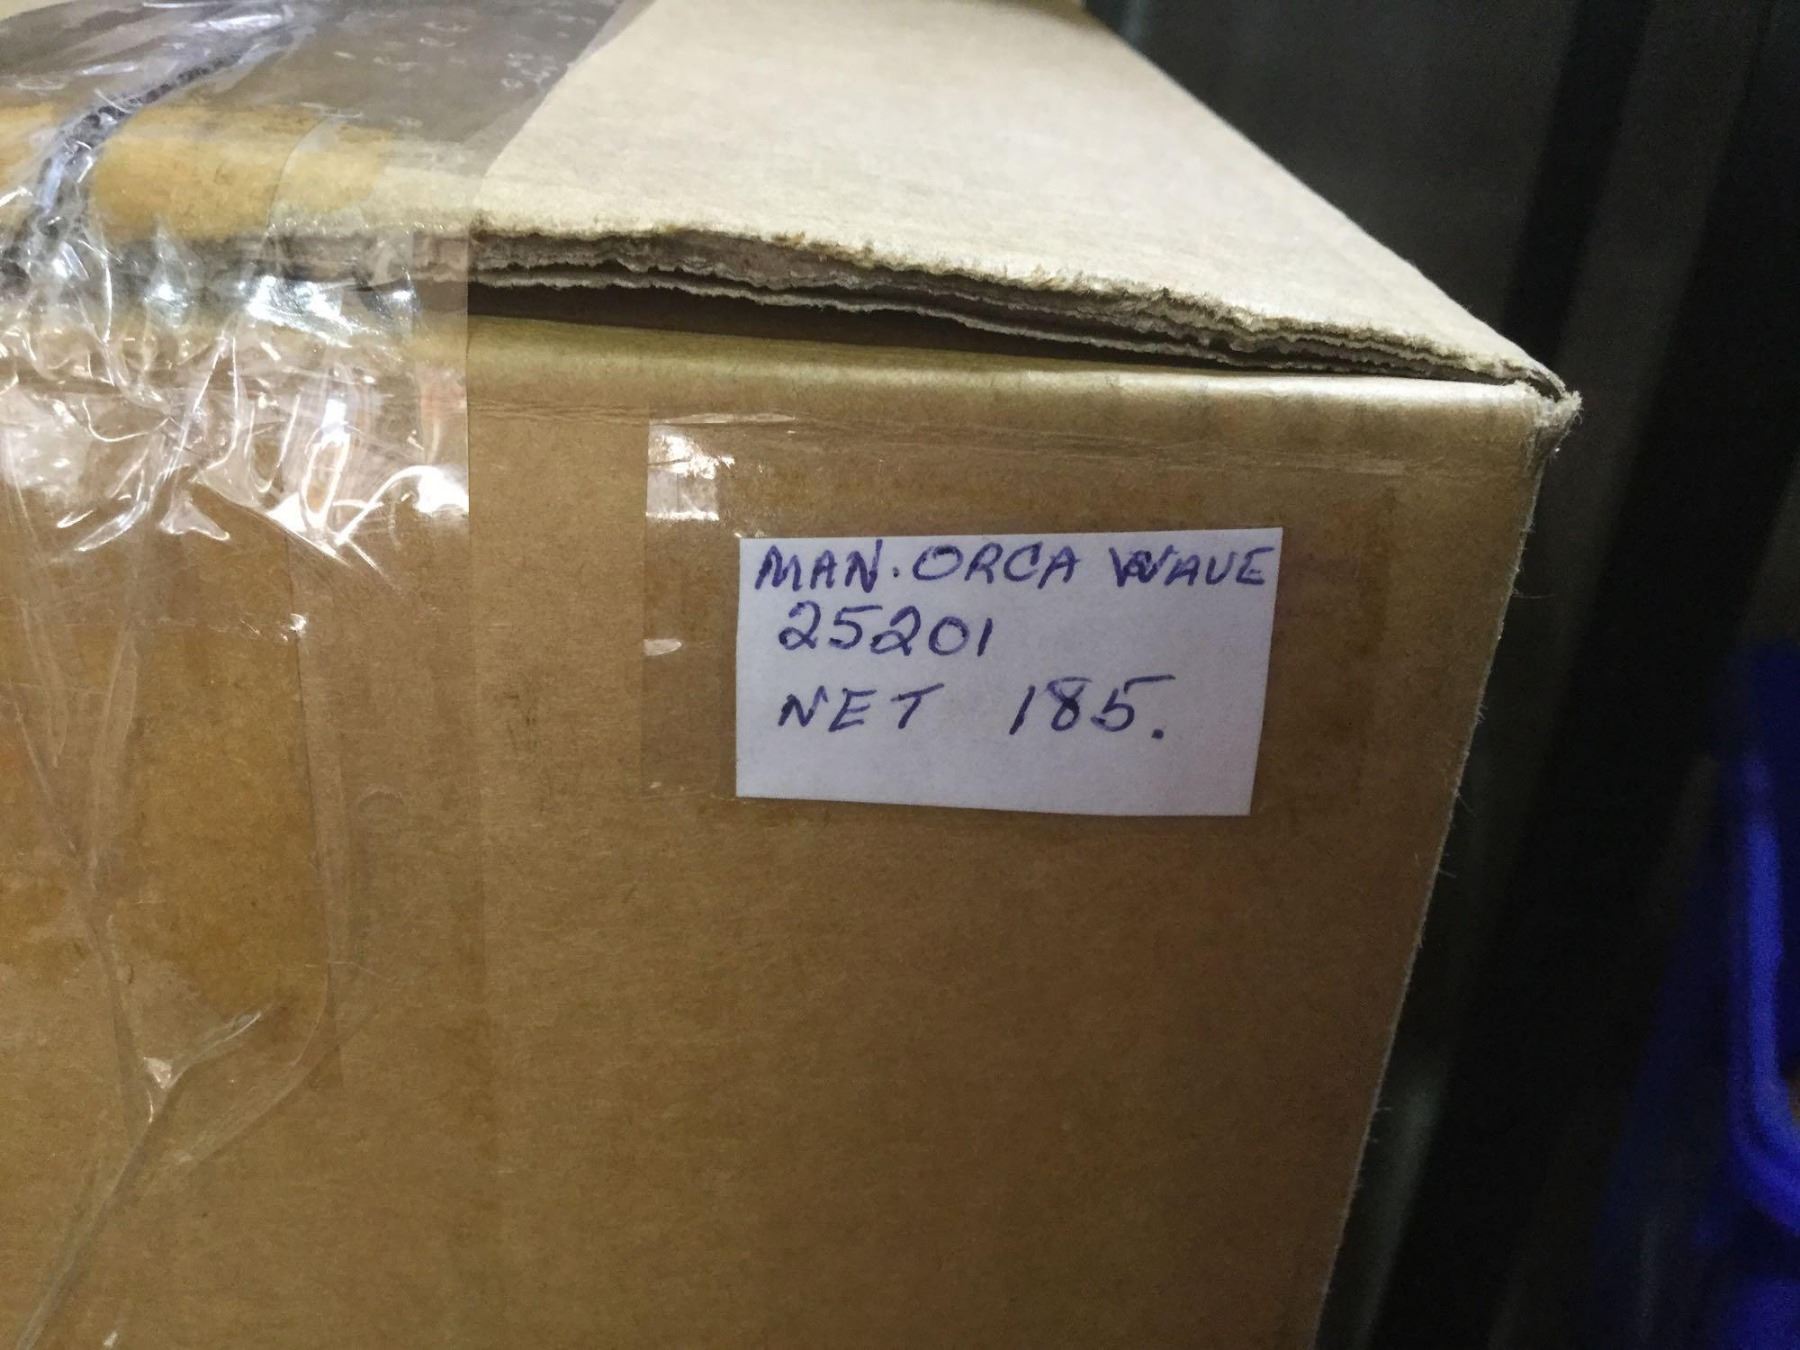 MAN. ORCA WAVE
25201
NET 185.